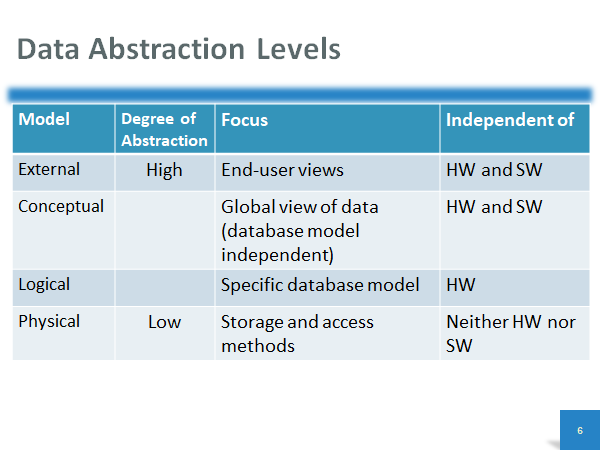 Data Abstraction Levels
Model Degree of Focus Independent of
Abstraction
External High End-user views HW and SW
Conceptual Global view of data HW and SW
(database model
independent)
Logical Specific database model HW
Physical Low Storage and access Neither HW nor
methods SW
6